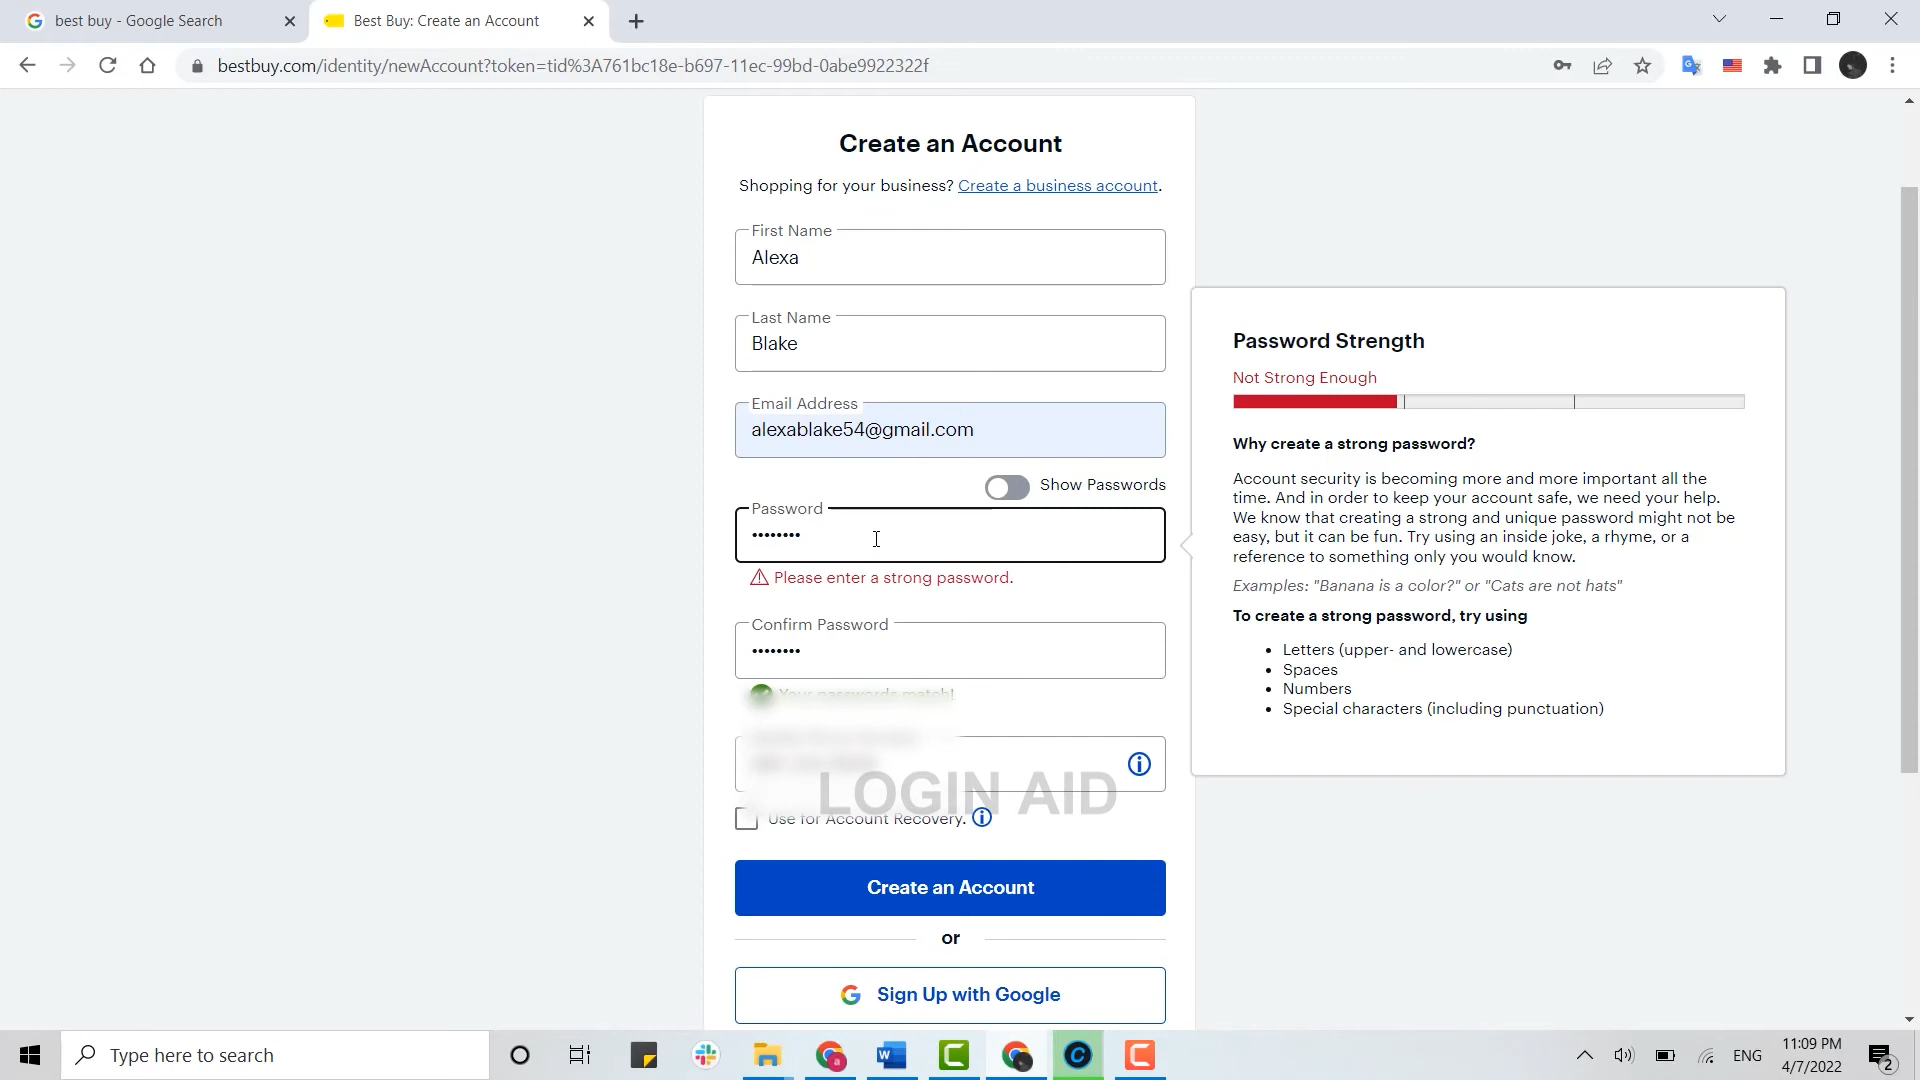 best buy - Google Search
Best Buy: Create an Account
bestbuy.com/identity/newAccount?token=tid%3A761bc18e-b697-11ec-99bd-0abe9922322f
Create an Account
Shopping for your business? Create a business account.
First Name
Alexa
Last Name
Blake
Email Address
alexablake54@gmail.com
Show Passwords
Password
••••••••
Please enter a strong password.
Confirm Password
••••••••
Your passwords match!
LOGIN AID
Use for Account Recovery.
Create an Account
or
Sign Up with Google
Password Strength
Not Strong Enough
Why create a strong password?
Account security is becoming more and more important all the
time. And in order to keep your account safe, we need your help.
We know that creating a strong and unique password might not be
easy, but it can be fun. Try using an inside joke, a rhyme, or a
reference to something only you would know.
Examples: "Banana is a color?" or "Cats are not hats"
To create a strong password, try using
• Letters (upper- and lowercase)
• Spaces
• Numbers
• Special characters (including punctuation)
Type here to search
ENG
11:09 PM
4/7/2022
2